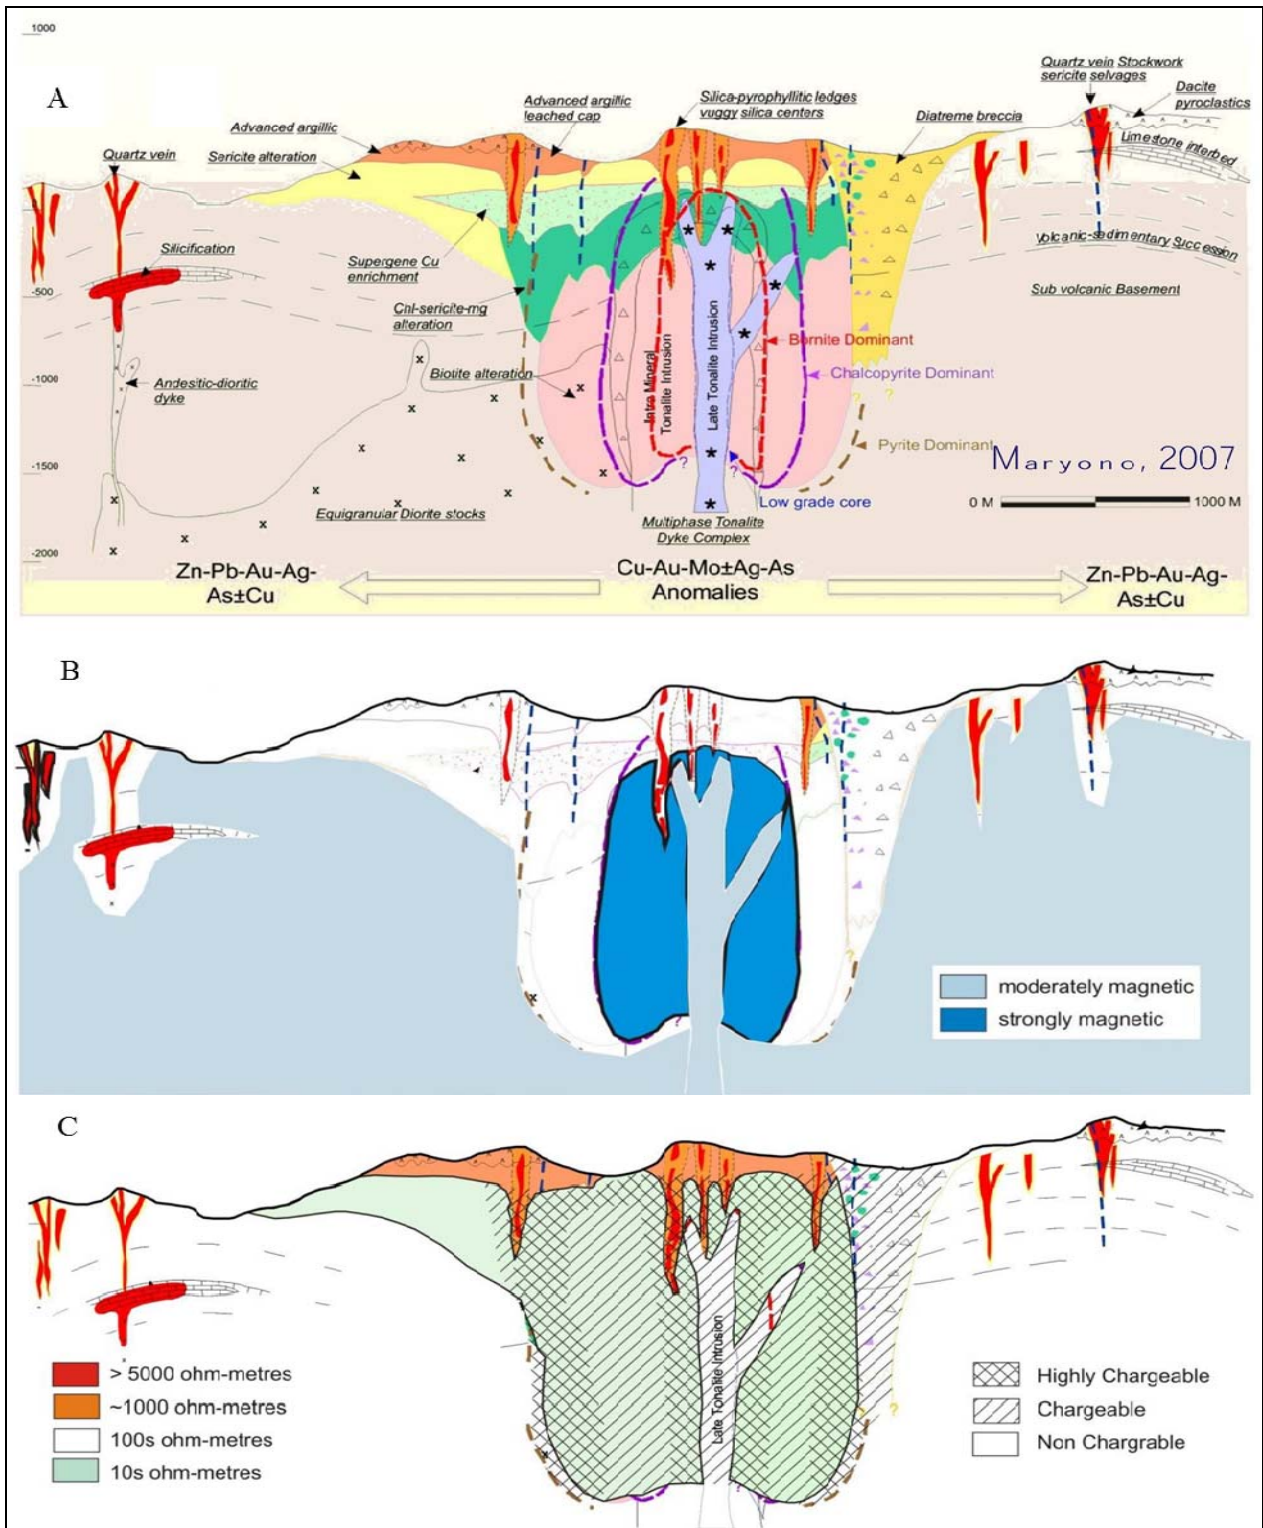 1000
A
Quartz vein Stockwork
sericite selvages
Dacite
pyroclastics
Silica-pyrophyllitic ledges
vuggy silica centers
Advanced argillic
leached cap
Diatreme breccia
Advanced argillic
Limestone interbed
Quartz vein
Sericite alteration
0
Silicification
Volcanic-sedimentary Succession
Supergene Cu
enrichment
Sub volcanic Basement
-500
Chl-sericite-mg
alteration
Bornite Dominant
Intra Mineral
Tonalite Intrusion
Late Tonalite Intrusion
Biotite alteration
Chalcopyrite Dominant
-1000
Andesitic-dioritic
dyke
? ?
Pyrite Dominant
Maryono, 2007
-1500
? ?
Low grade core
0 M 1000 M
Equigranular Diorite stocks
Multiphase Tonalite
Dyke Complex
-2000
Zn-Pb-Au-Ag-
As±Cu
Cu-Au-Mo±Ag-As
Anomalies
Zn-Pb-Au-Ag-
As±Cu
B
?
?
moderately magnetic
strongly magnetic
C
Late Tonalite Intrusion
> 5000 ohm-metres
~1000 ohm-metres
100s ohm-metres
10s ohm-metres
Highly Chargeable
Chargeable
Non Chargrable
? ?
?